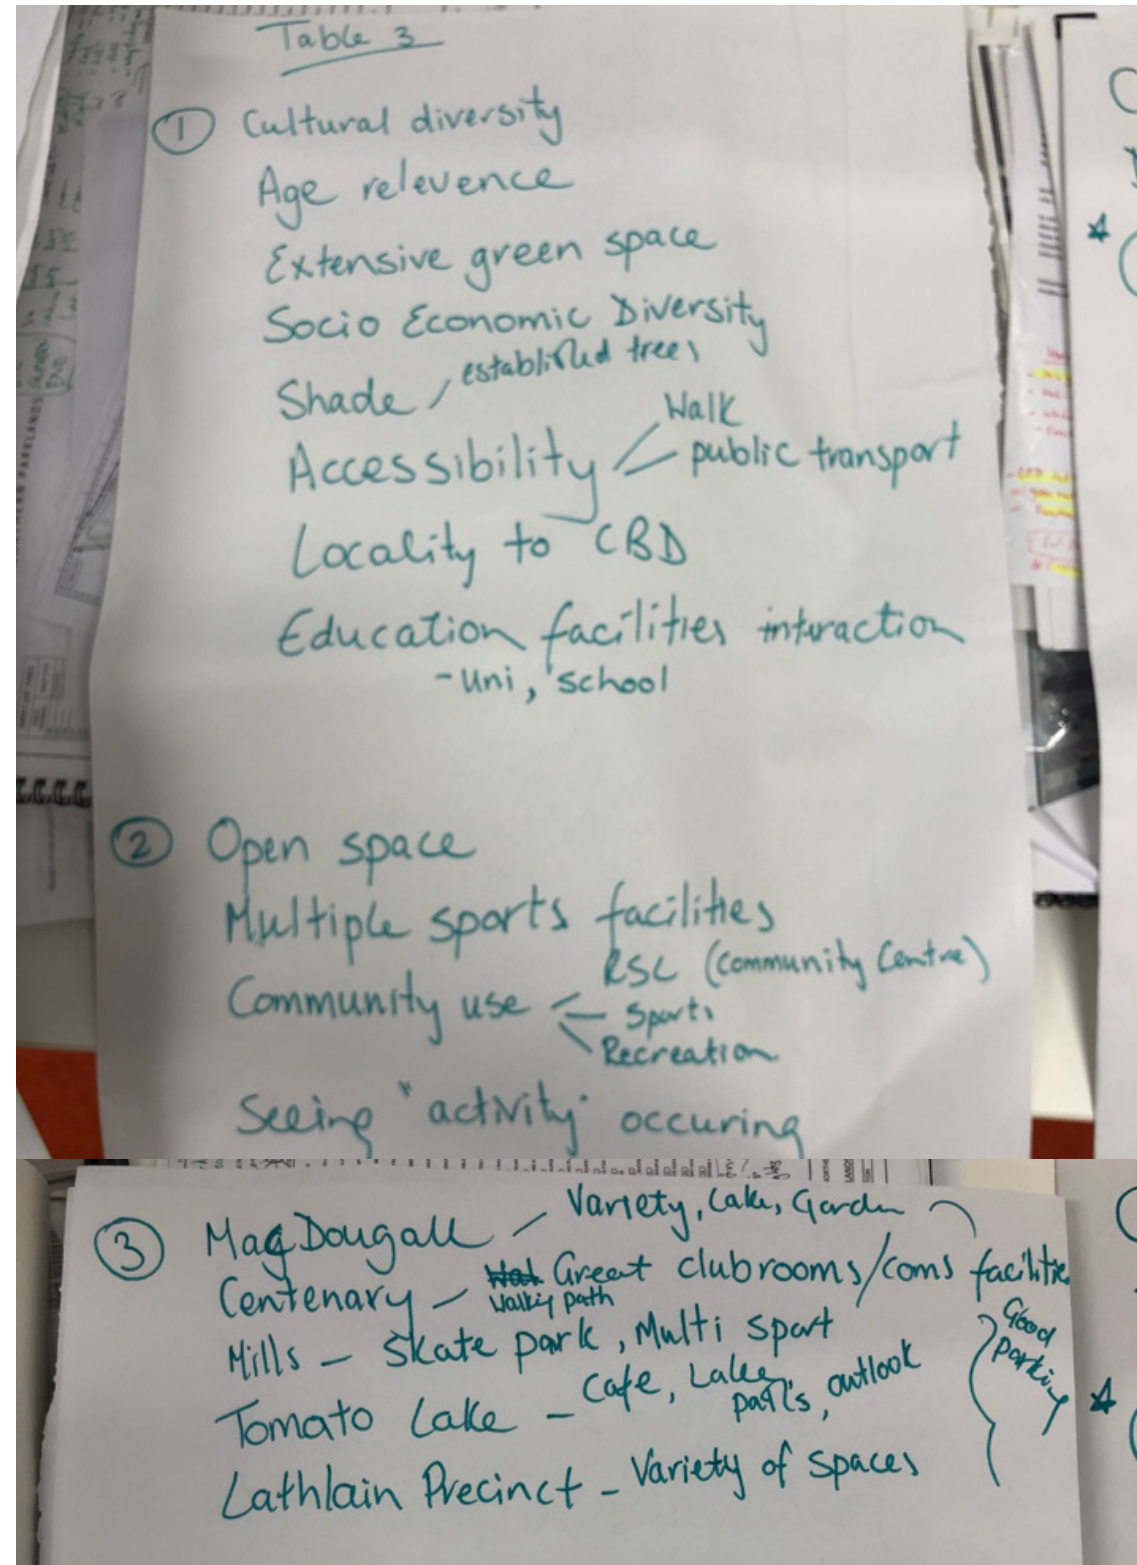 Table 3
① Cultural diversity
Age relevence
Extensive green space
Socio Economic Diversity
Shade / established trees
Accessibility Walk
public transport
Locality to CBD
Education facilities interaction
- Uni, school
② Open space
Multiple sports facilities
Community use RSL (Community Centre)
Sports
Recreation
Seeing "activity" occuring
③ MacDougall - Variety, Lake, Garden
Centenary - Great clubrooms/coms facilities
Walkig path
Mills - Skate park, Multi sport
Tomato Lake - Cafe, Lake,
outlook
Lathlain Precinct - Variety of spaces
Good
parking